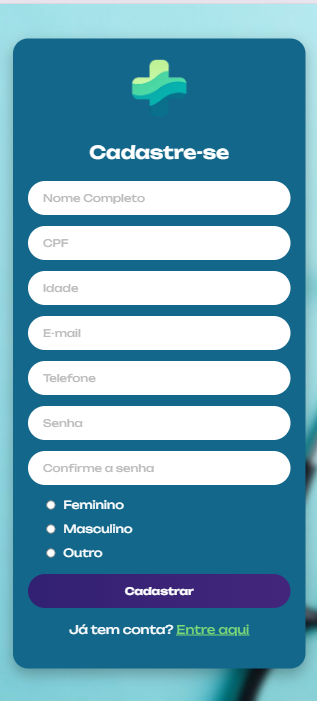 Cadastre-se
Nome Completo
CPF
Idade
E-mail
Telefone
Senha
Confirme a senha
Feminino
Masculino
Outro
Cadastrar
Já tem conta? Entre aqui